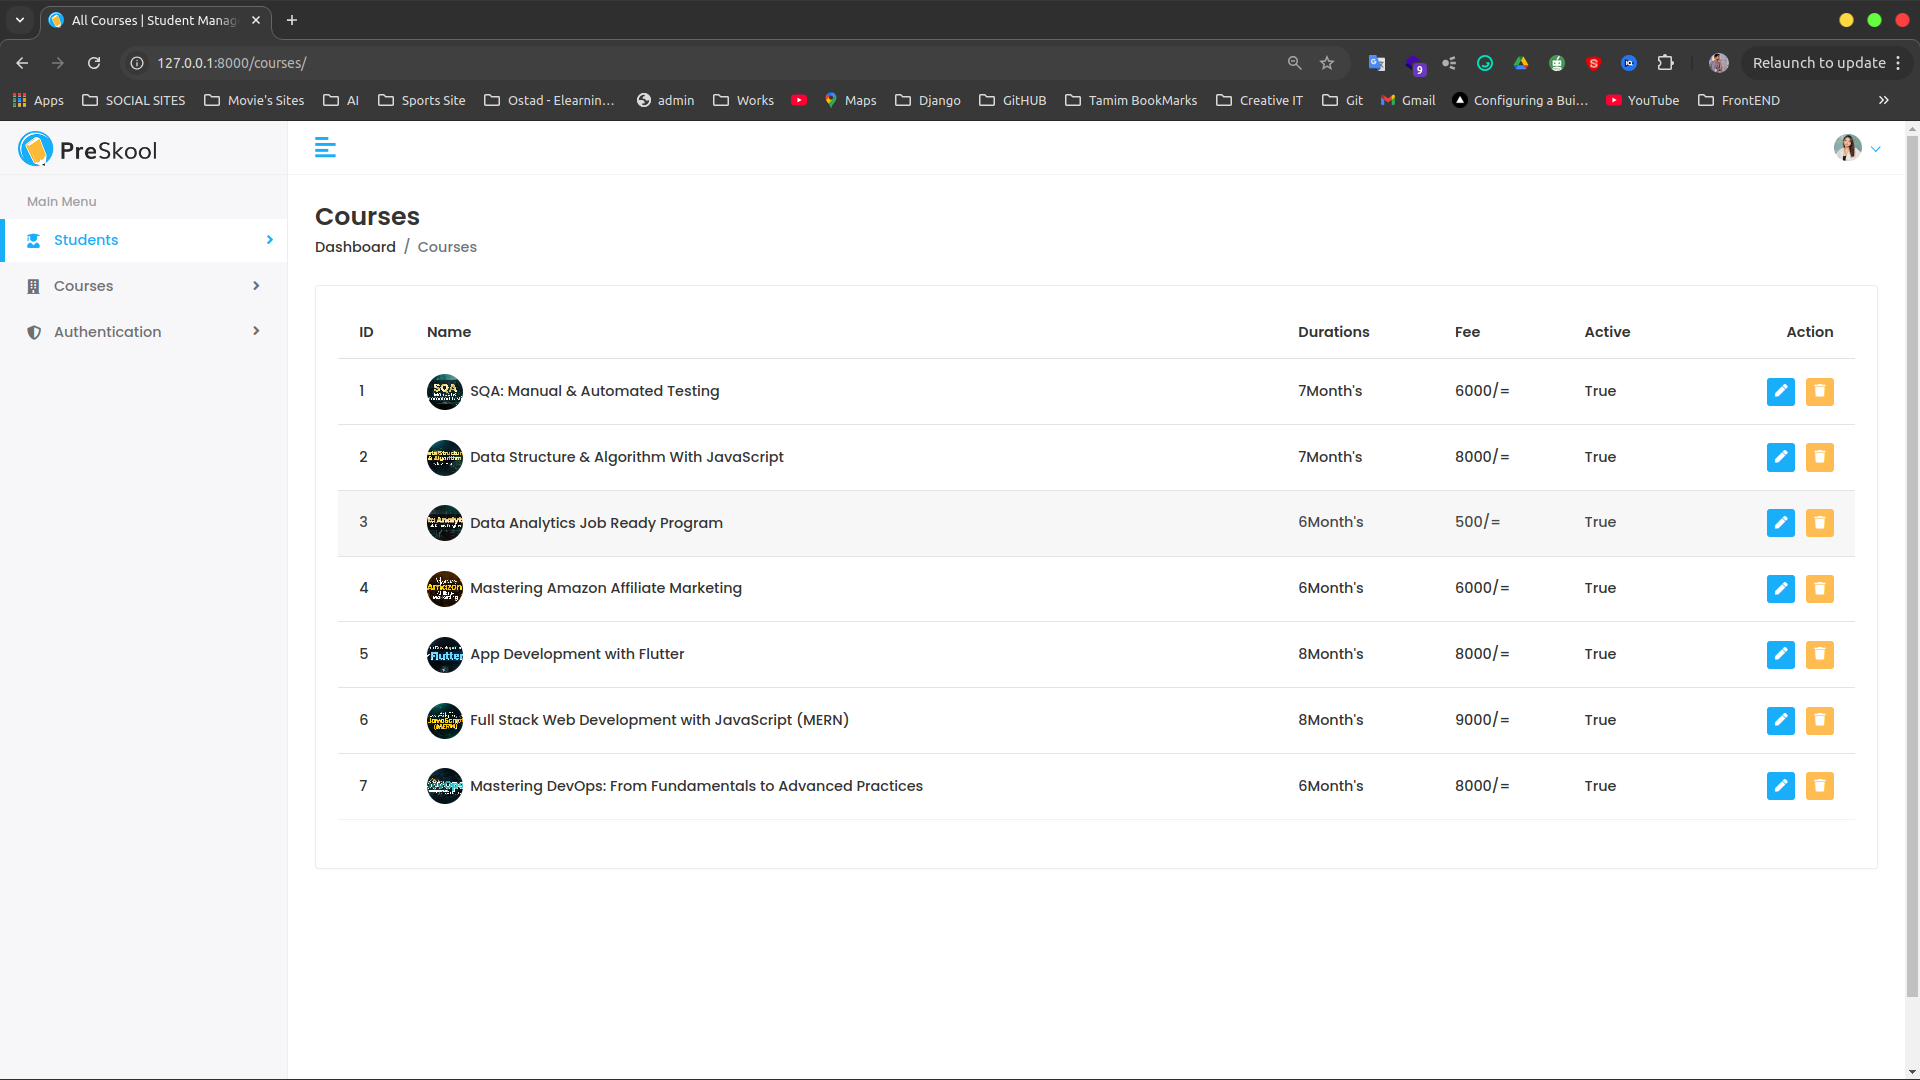 All Courses | Student Manag
127.0.0.1:8000/courses/
9
Relaunch to update
Apps SOCIAL SITES Movie's Sites AI Sports Site Ostad - Elearnin... admin Works Maps Django GitHUB Tamim BookMarks Creative IT Git Gmail Configuring a Bui... YouTube FrontEND
PreSkool
Main Menu
Students
Courses
Authentication
Courses
Dashboard / Courses
ID Name Durations Fee Active Action
1 SQA SQA: Manual & Automated Testing 7Month's 6000/= True
2 Data Structure & Algorithm With JavaScript 7Month's 8000/= True
3 Data Analytics Job Ready Program 6Month's 500/= True
4 Amazon Mastering Amazon Affiliate Marketing 6Month's 6000/= True
5 Flutter App Development with Flutter 8Month's 8000/= True
6 JavaScript (MERN) Full Stack Web Development with JavaScript (MERN) 8Month's 9000/= True
7 Mastering DevOps: From Fundamentals to Advanced Practices 6Month's 8000/= True